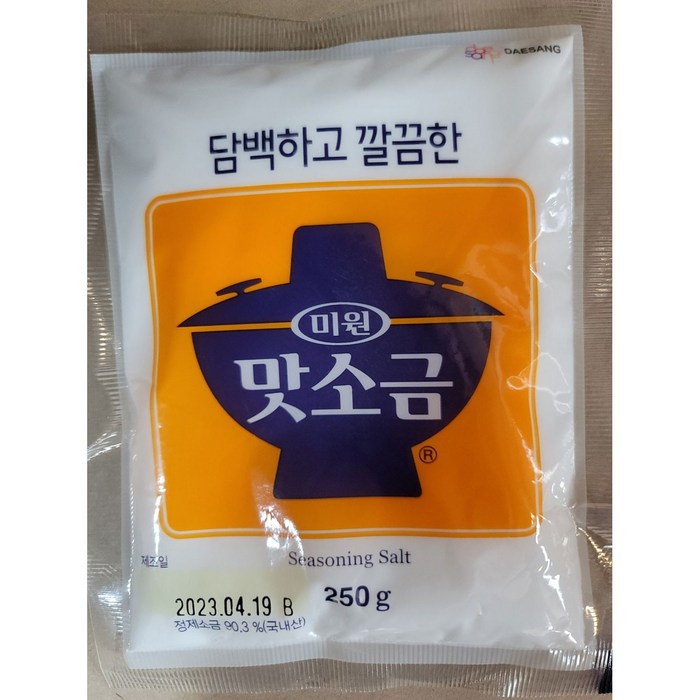 DAESANG
담백하고 깔끔한
미원
맛소금
®
Seasoning Salt
제조일
250 g
2023.04.19 B
정제소금 90.3 %(국내산)